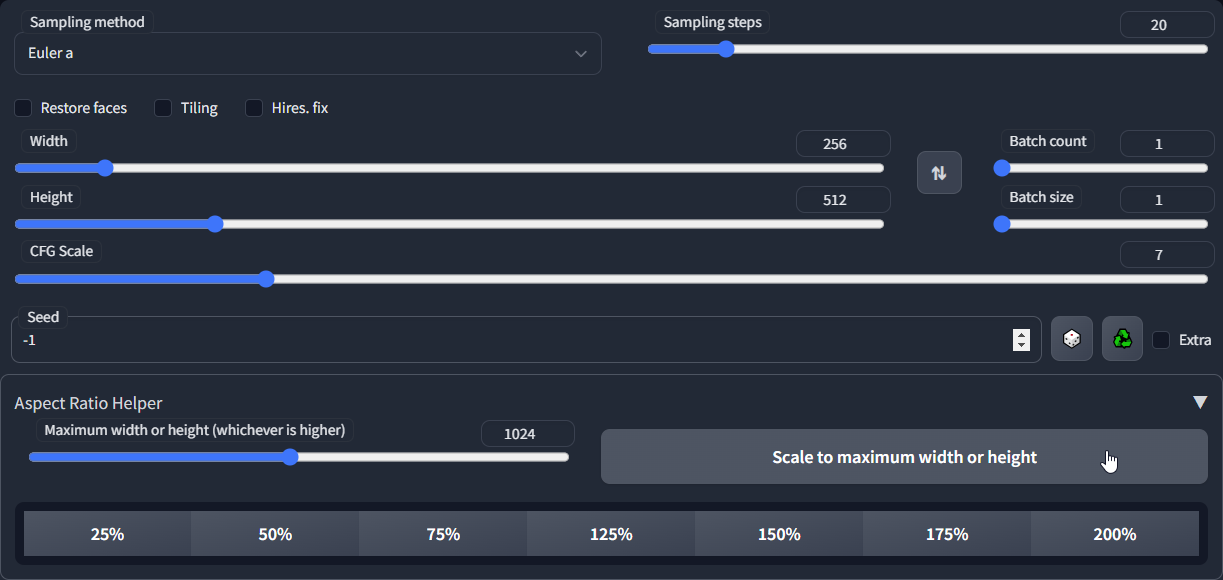 Sampling method
Sampling steps
20
Euler a
Restore faces
Tiling
Hires. fix
Width
256
Batch count
1
Height
512
Batch size
1
CFG Scale
7
Seed
-1
Extra
Aspect Ratio Helper
Maximum width or height (whichever is higher)
1024
Scale to maximum width or height
25%
50%
75%
125%
150%
175%
200%